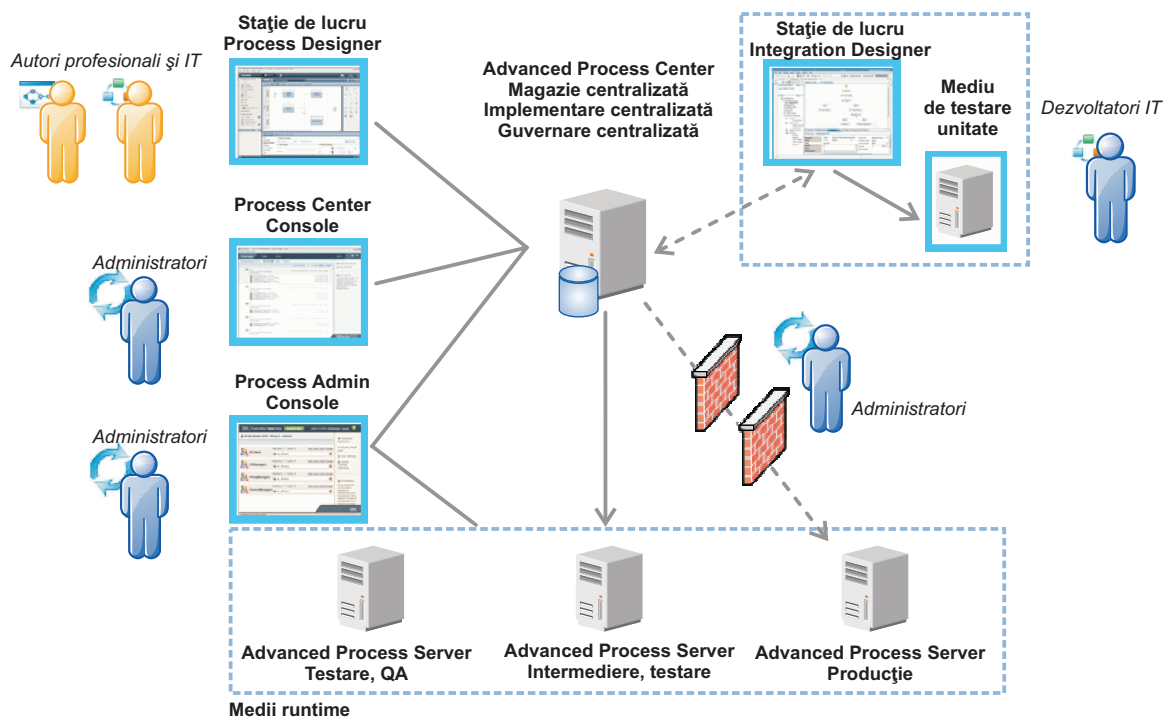 Staţie de lucru
Process Designer
Autori profesionali şi IT
Advanced Process Center
Magazie centralizată
Implementare centralizată
Guvernare centralizată
Staţie de lucru
Integration Designer
Mediu
de testare
unitate
Dezvoltatori IT
Process Center
Console
Administratori
Process Admin
Console
Administratori
Administratori
Advanced Process Server
Testare, QA
Advanced Process Server
Intermediere, testare
Advanced Process Server
Producţie
Medii runtime